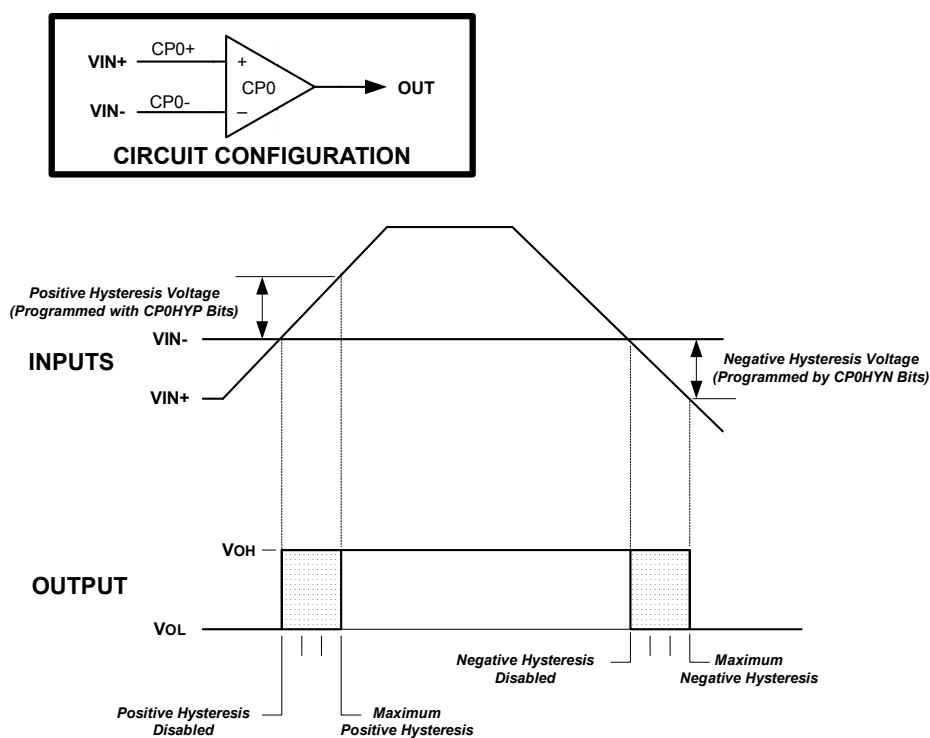 VIN+
CP0+
+
CP0
OUT
VIN-
CP0-
–
CIRCUIT CONFIGURATION
Positive Hysteresis Voltage
(Programmed with CP0HYP Bits)
VIN-
INPUTS
Negative Hysteresis Voltage
(Programmed by CP0HYN Bits)
VIN+
VOH
OUTPUT
VOL
Negative Hysteresis
Disabled
Maximum
Negative Hysteresis
Positive Hysteresis
Disabled
Maximum
Positive Hysteresis